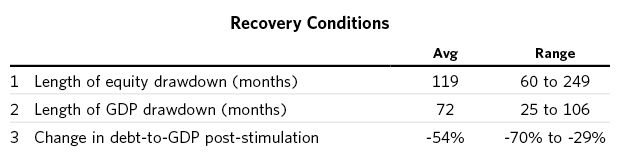 Recovery Conditions
Avg Range
1 Length of equity drawdown (months) 119 60 to 249
2 Length of GDP drawdown (months) 72 25 to 106
3 Change in debt-to-GDP post-stimulation -54% -70% to -29%